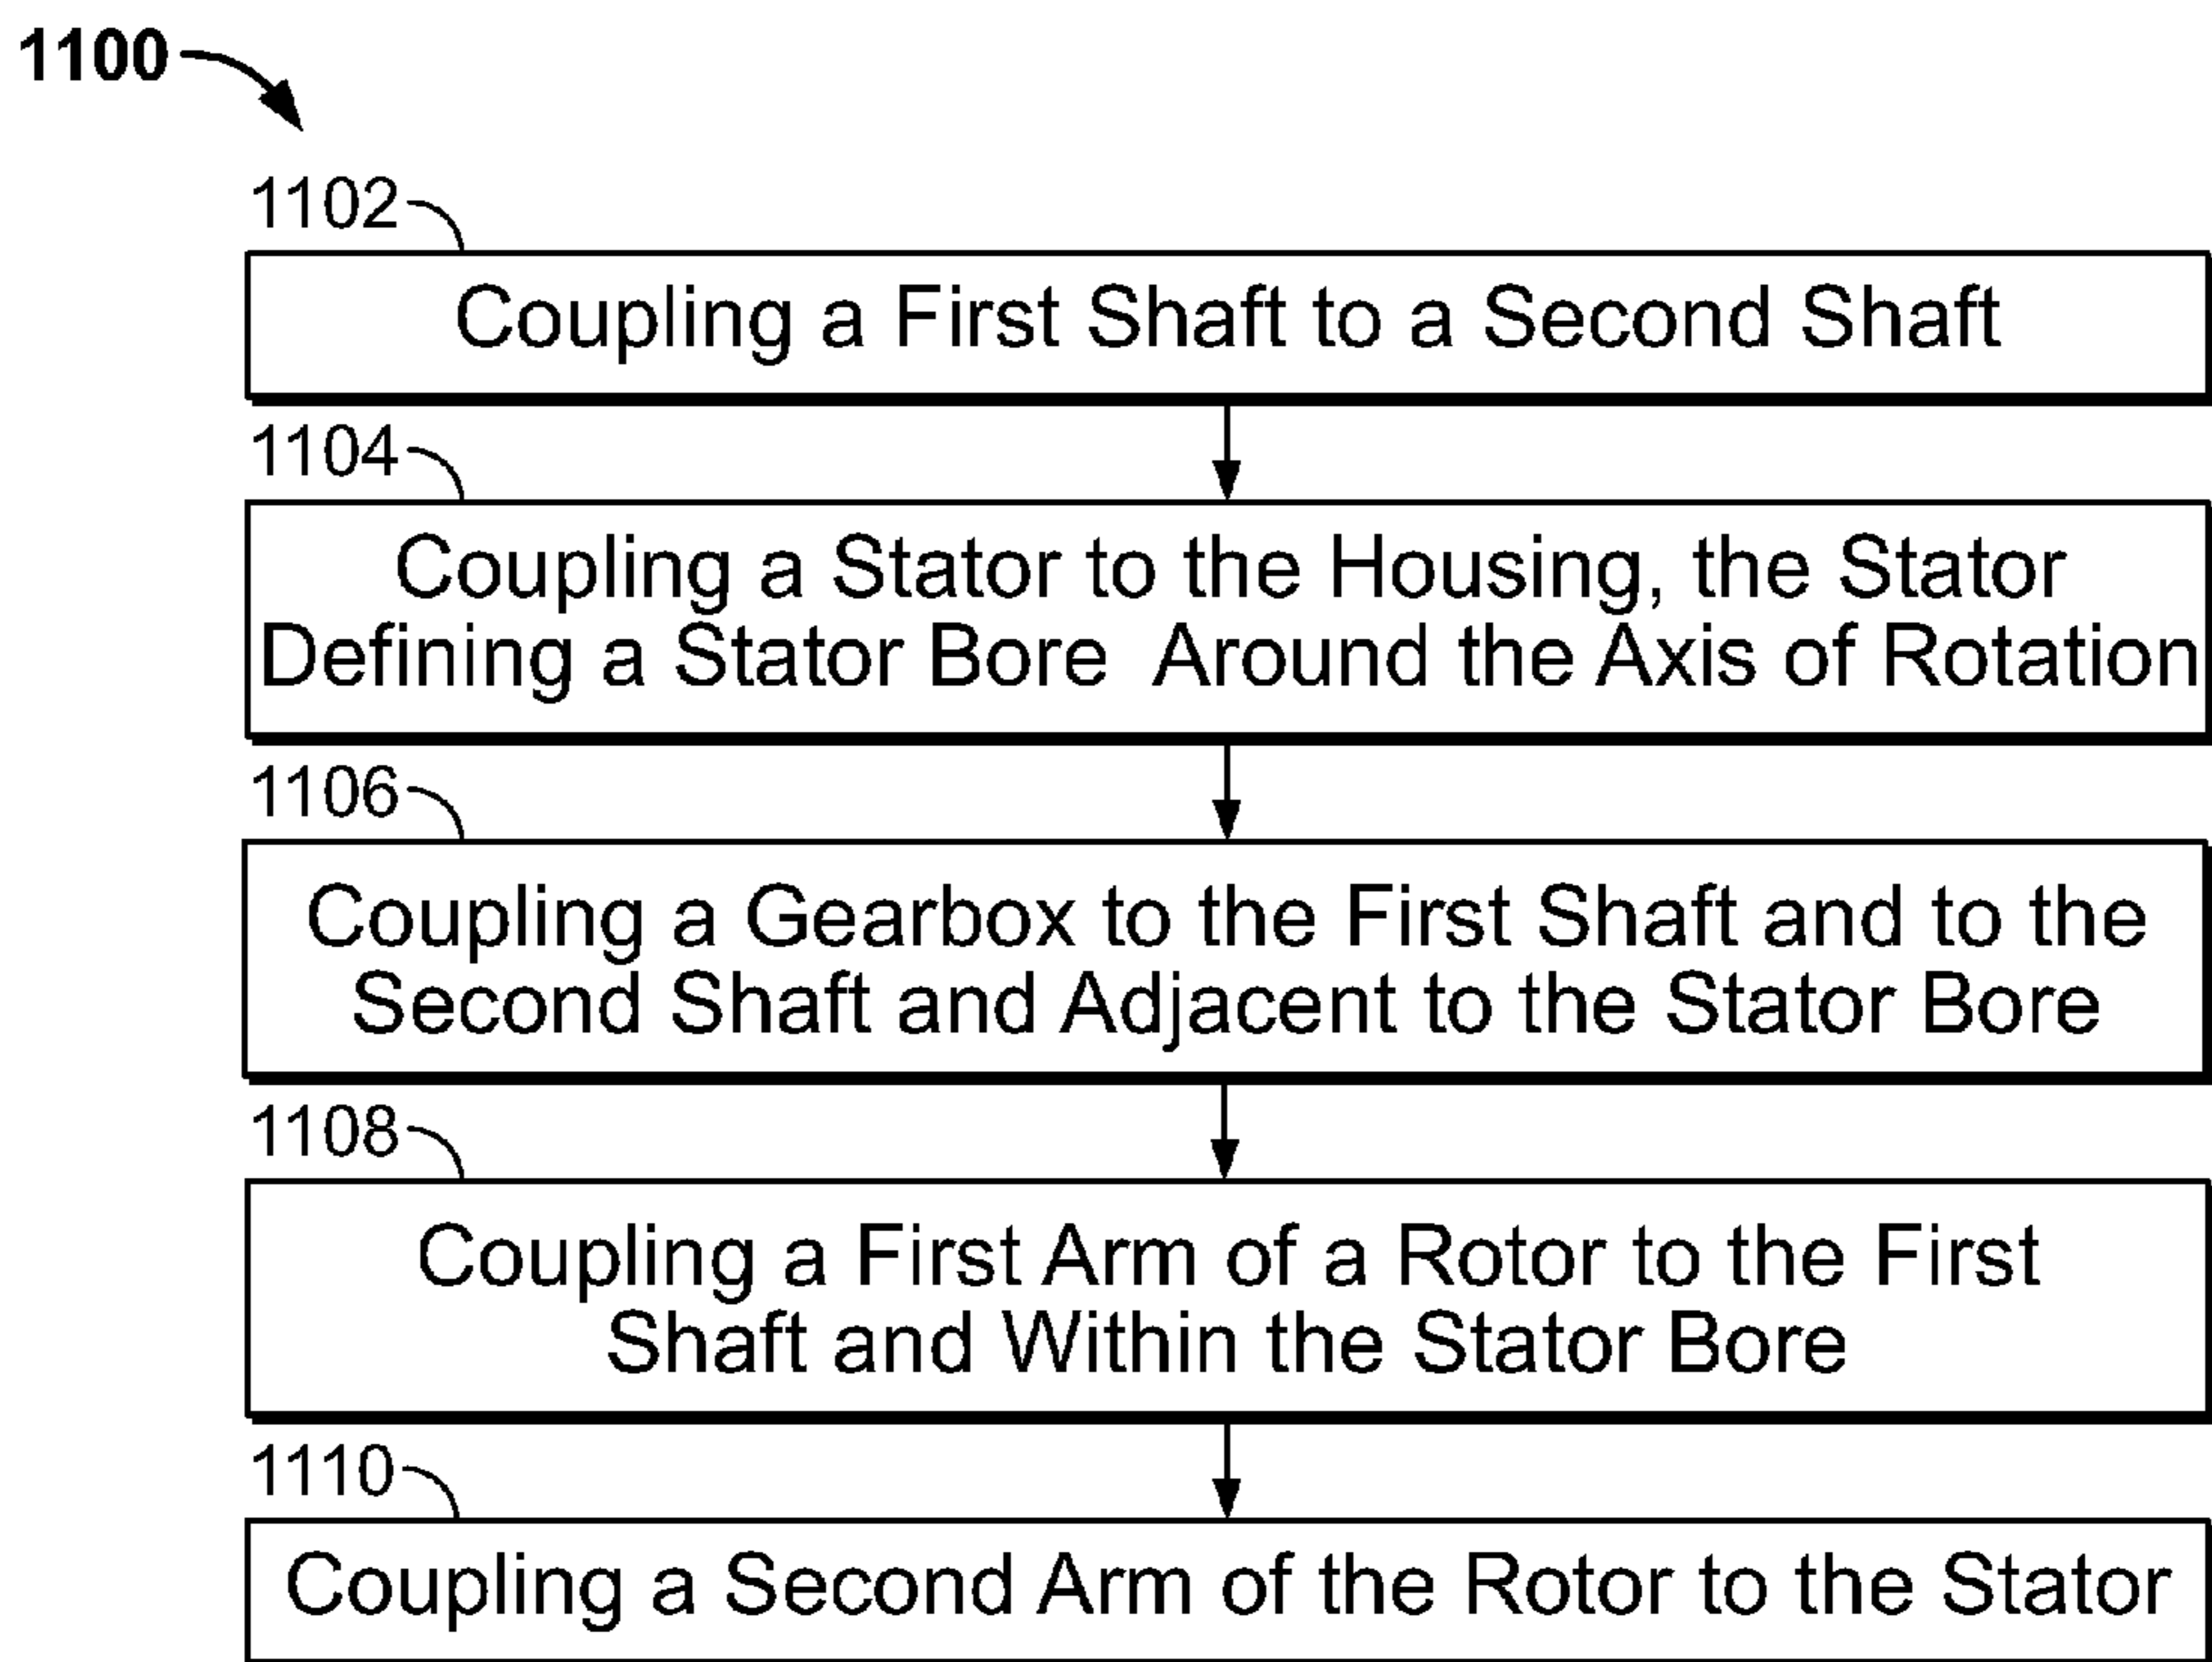 1100
1102
Coupling a First Shaft to a Second Shaft
1104
Coupling a Stator to the Housing, the Stator
Defining a Stator Bore Around the Axis of Rotation
1106
Coupling a Gearbox to the First Shaft and to the
Second Shaft and Adjacent to the Stator Bore
1108
Coupling a First Arm of a Rotor to the First
Shaft and Within the Stator Bore
1110
Coupling a Second Arm of the Rotor to the Stator